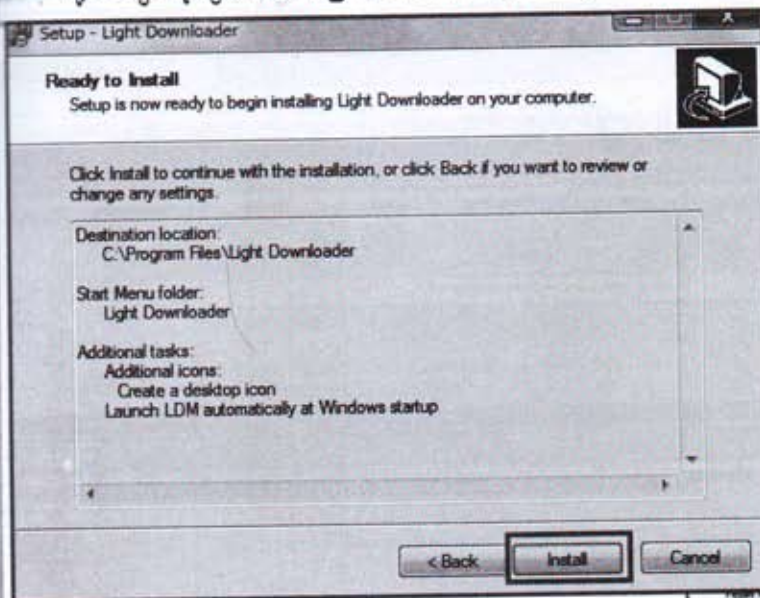 Setup - Light Downloader
Ready to Install
Setup is now ready to begin installing Light Downloader on your computer.
Click Install to continue with the installation, or click Back if you want to review or
change any settings.
Destination location:
C:\Program Files\Light Downloader
Start Menu folder:
Light Downloader
Additional tasks:
Additional icons:
Create a desktop icon
Launch LDM automatically at Windows startup
< Back
Install
Cancel